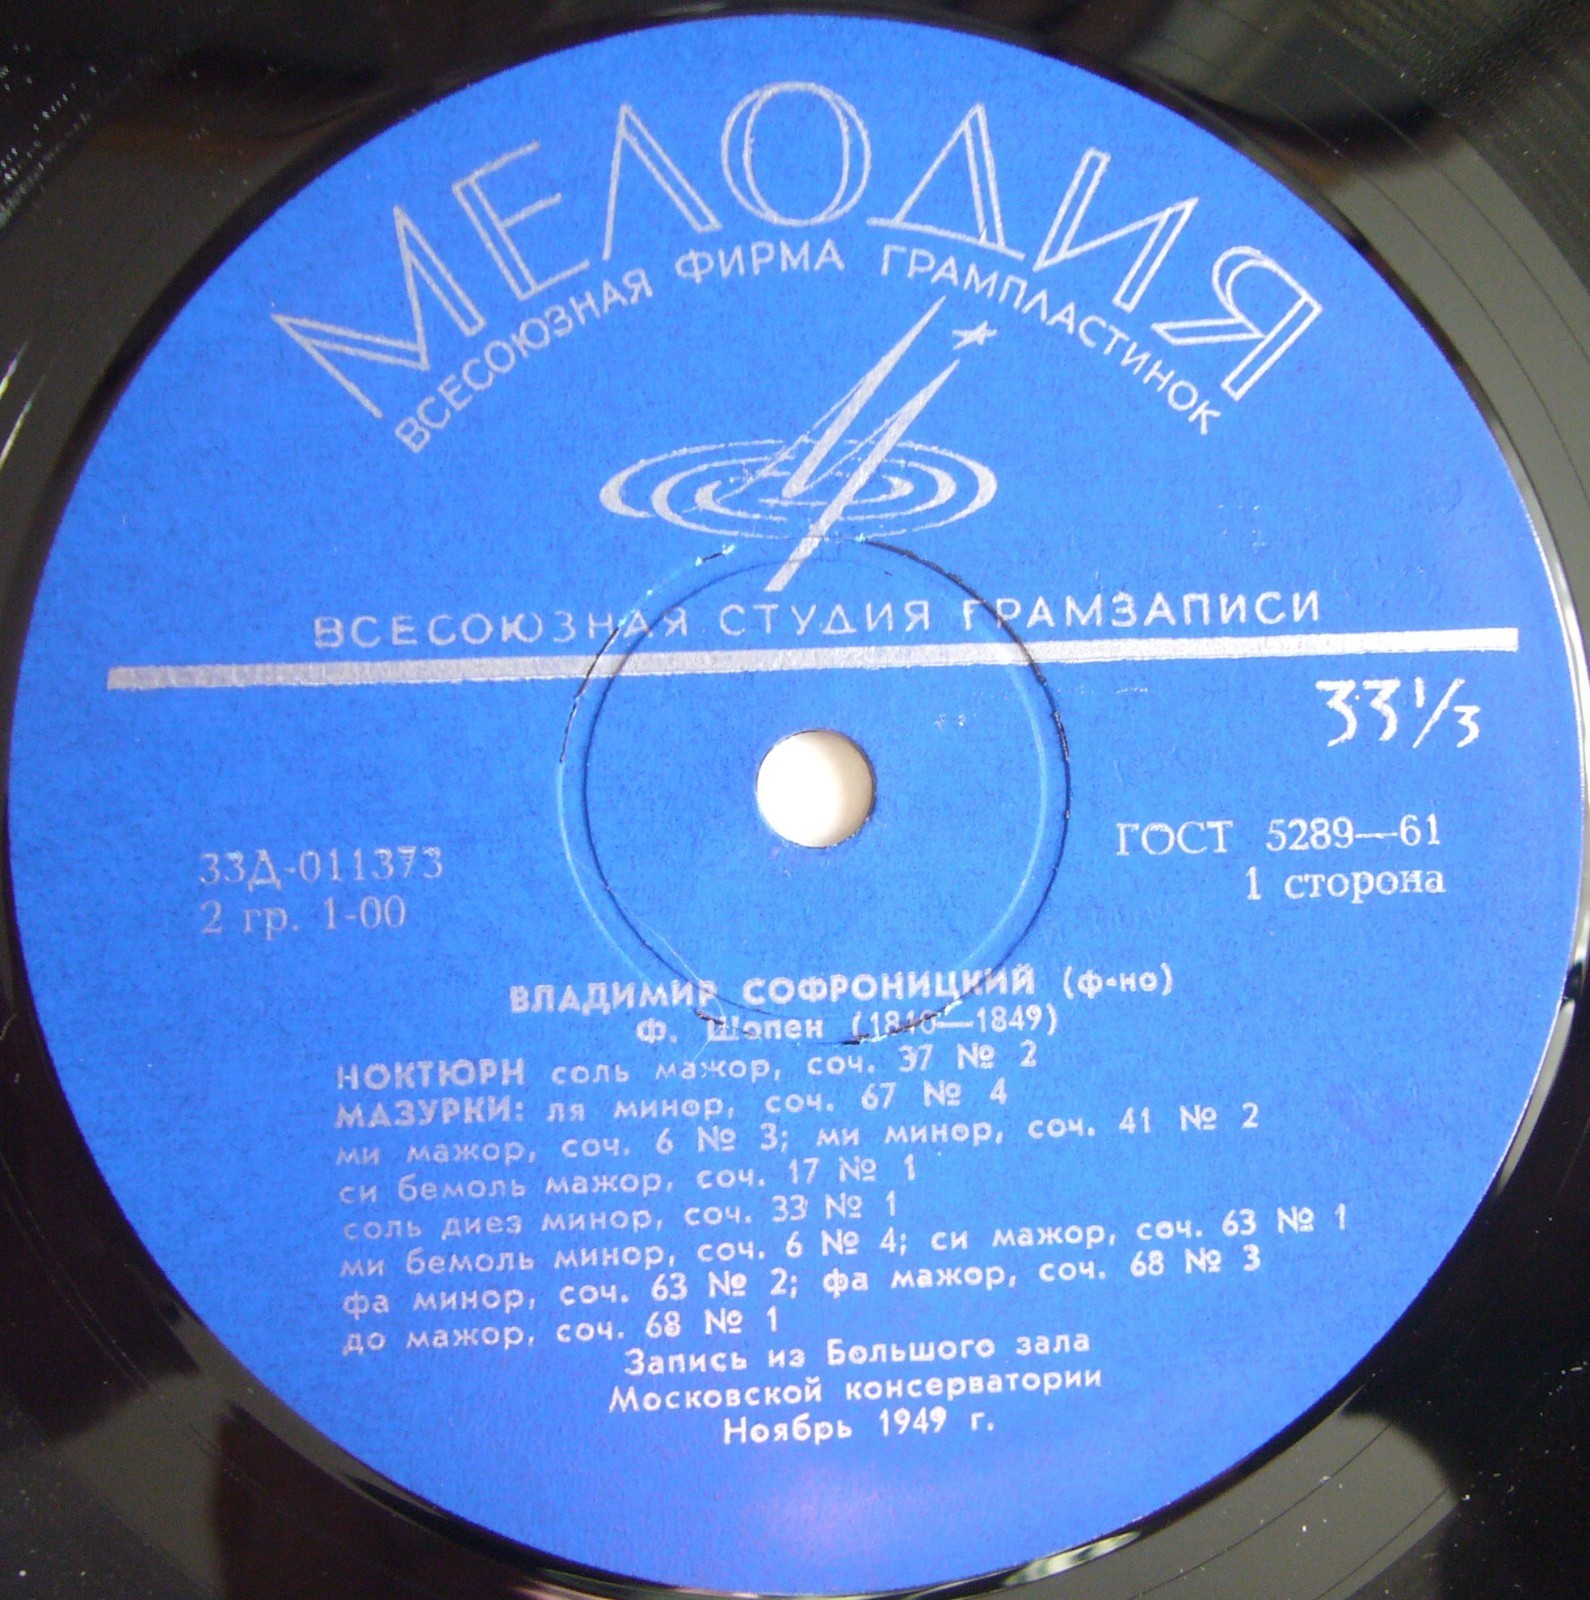 МЕЛОДИЯ
ВСЕСОЮЗНАЯ ФИРМА ГРАМПЛАСТИНОК
ВСЕСОЮЗНАЯ СТУДИЯ ГРАМЗАПИСИ
33 1/3
33Д-011373
2 гр. 1-00
ГОСТ 5289—61
1 сторона
ВЛАДИМИР СОФРОНИЦКИЙ (ф-но)
Ф. Шопен (1810—1849)
НОКТЮРН соль мажор, соч. 37 № 2
МАЗУРКИ: ля минор, соч. 67 № 4
ми мажор, соч. 6 № 3; ми минор, соч. 41 № 2
си бемоль мажор, соч. 17 № 1
соль диез минор, соч. 33 № 1
ми бемоль минор, соч. 6 № 4; си мажор, соч. 63 № 1
фа минор, соч. 63 № 2; фа мажор, соч. 68 № 3
до мажор, соч. 68 № 1
Запись из Большого зала
Московской консерватории
Ноябрь 1949 г.